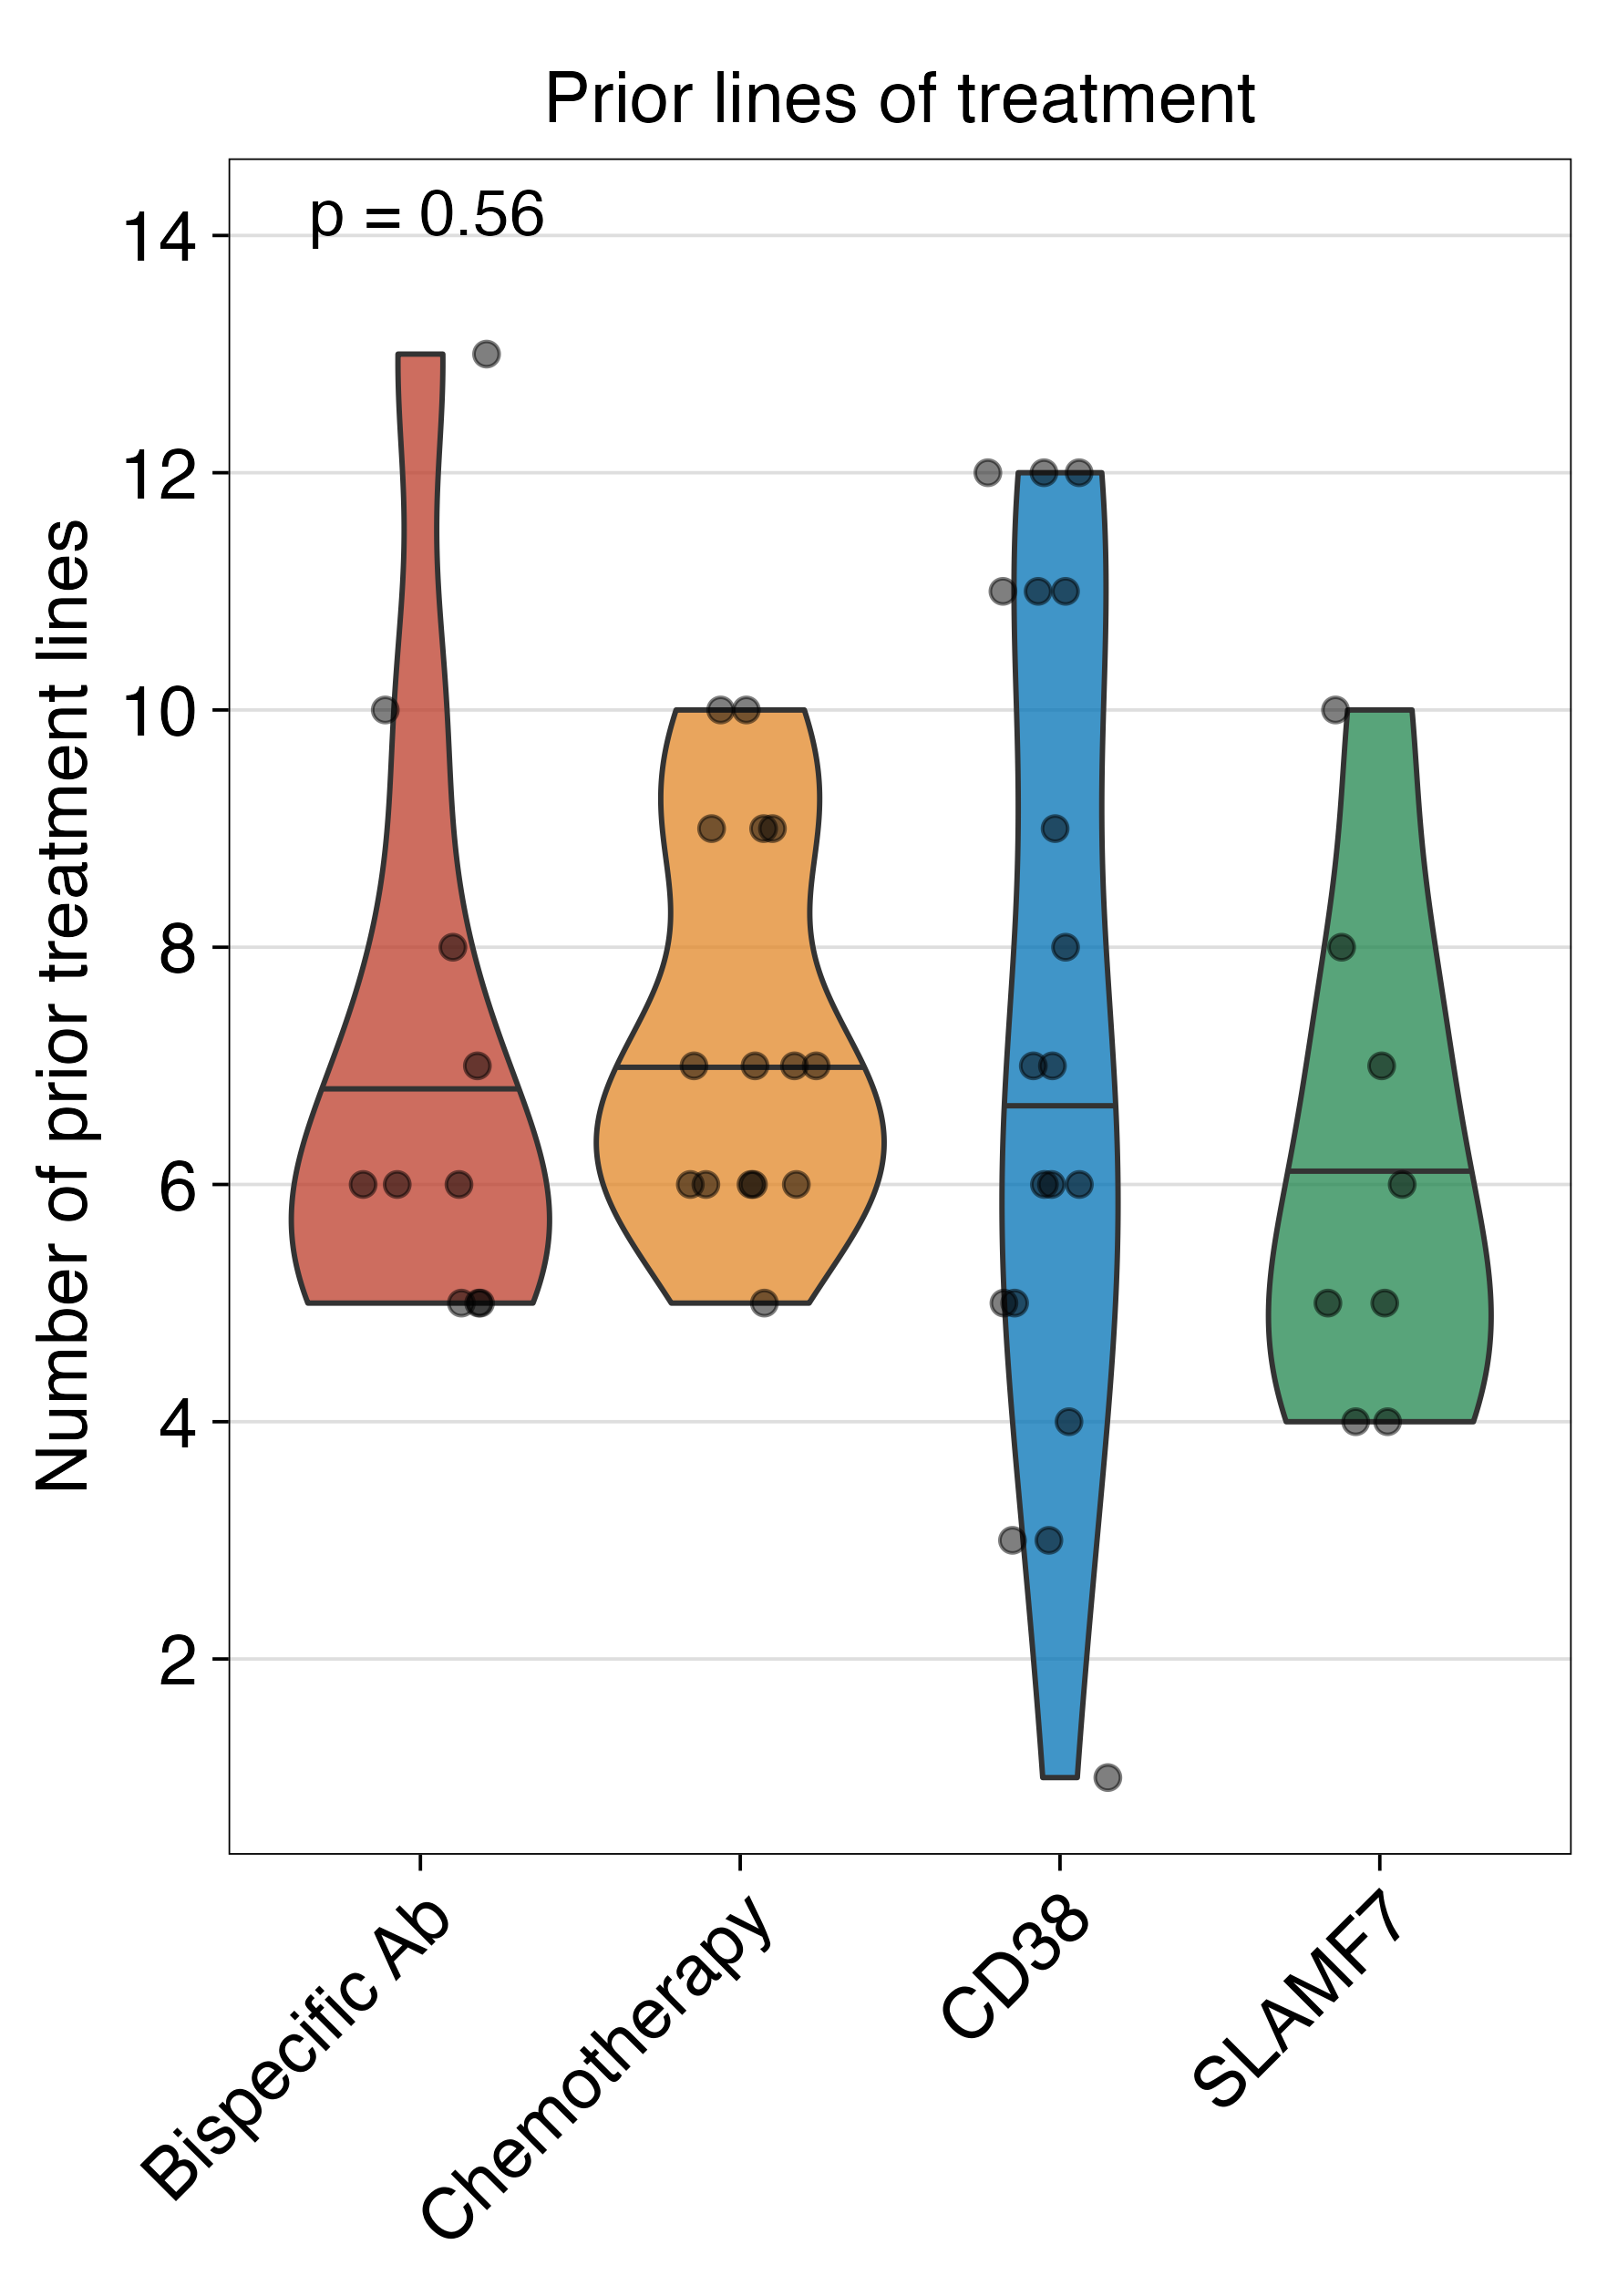 Prior lines of treatment
p = 0.56
14
12
10
8
6
4
2
Number of prior treatment lines
Bispecific Ab
Chemotherapy
CD38
SLAMF7